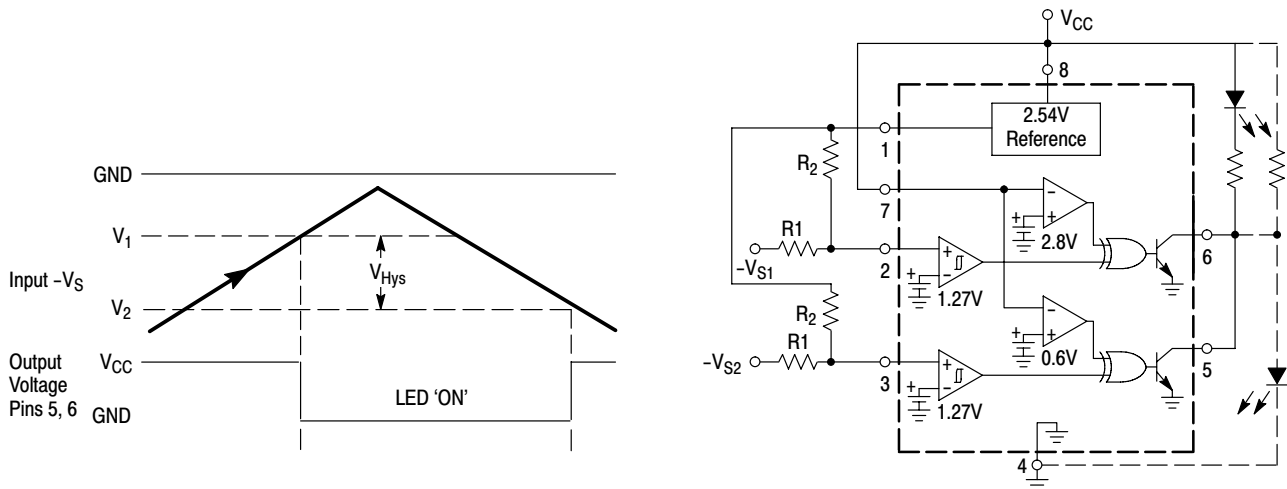 GND
V1
VHys
Input –VS
V2
Output
Voltage
Pins 5, 6
VCC
GND
LED 'ON'
VCC
8
2.54V
Reference
1
R2
7
+
–
+
2.8V
R1
–VS1
2
+
–
+
1.27V
6
R2
R1
–VS2
3
+
–
+
1.27V
–
+
+
0.6V
5
4